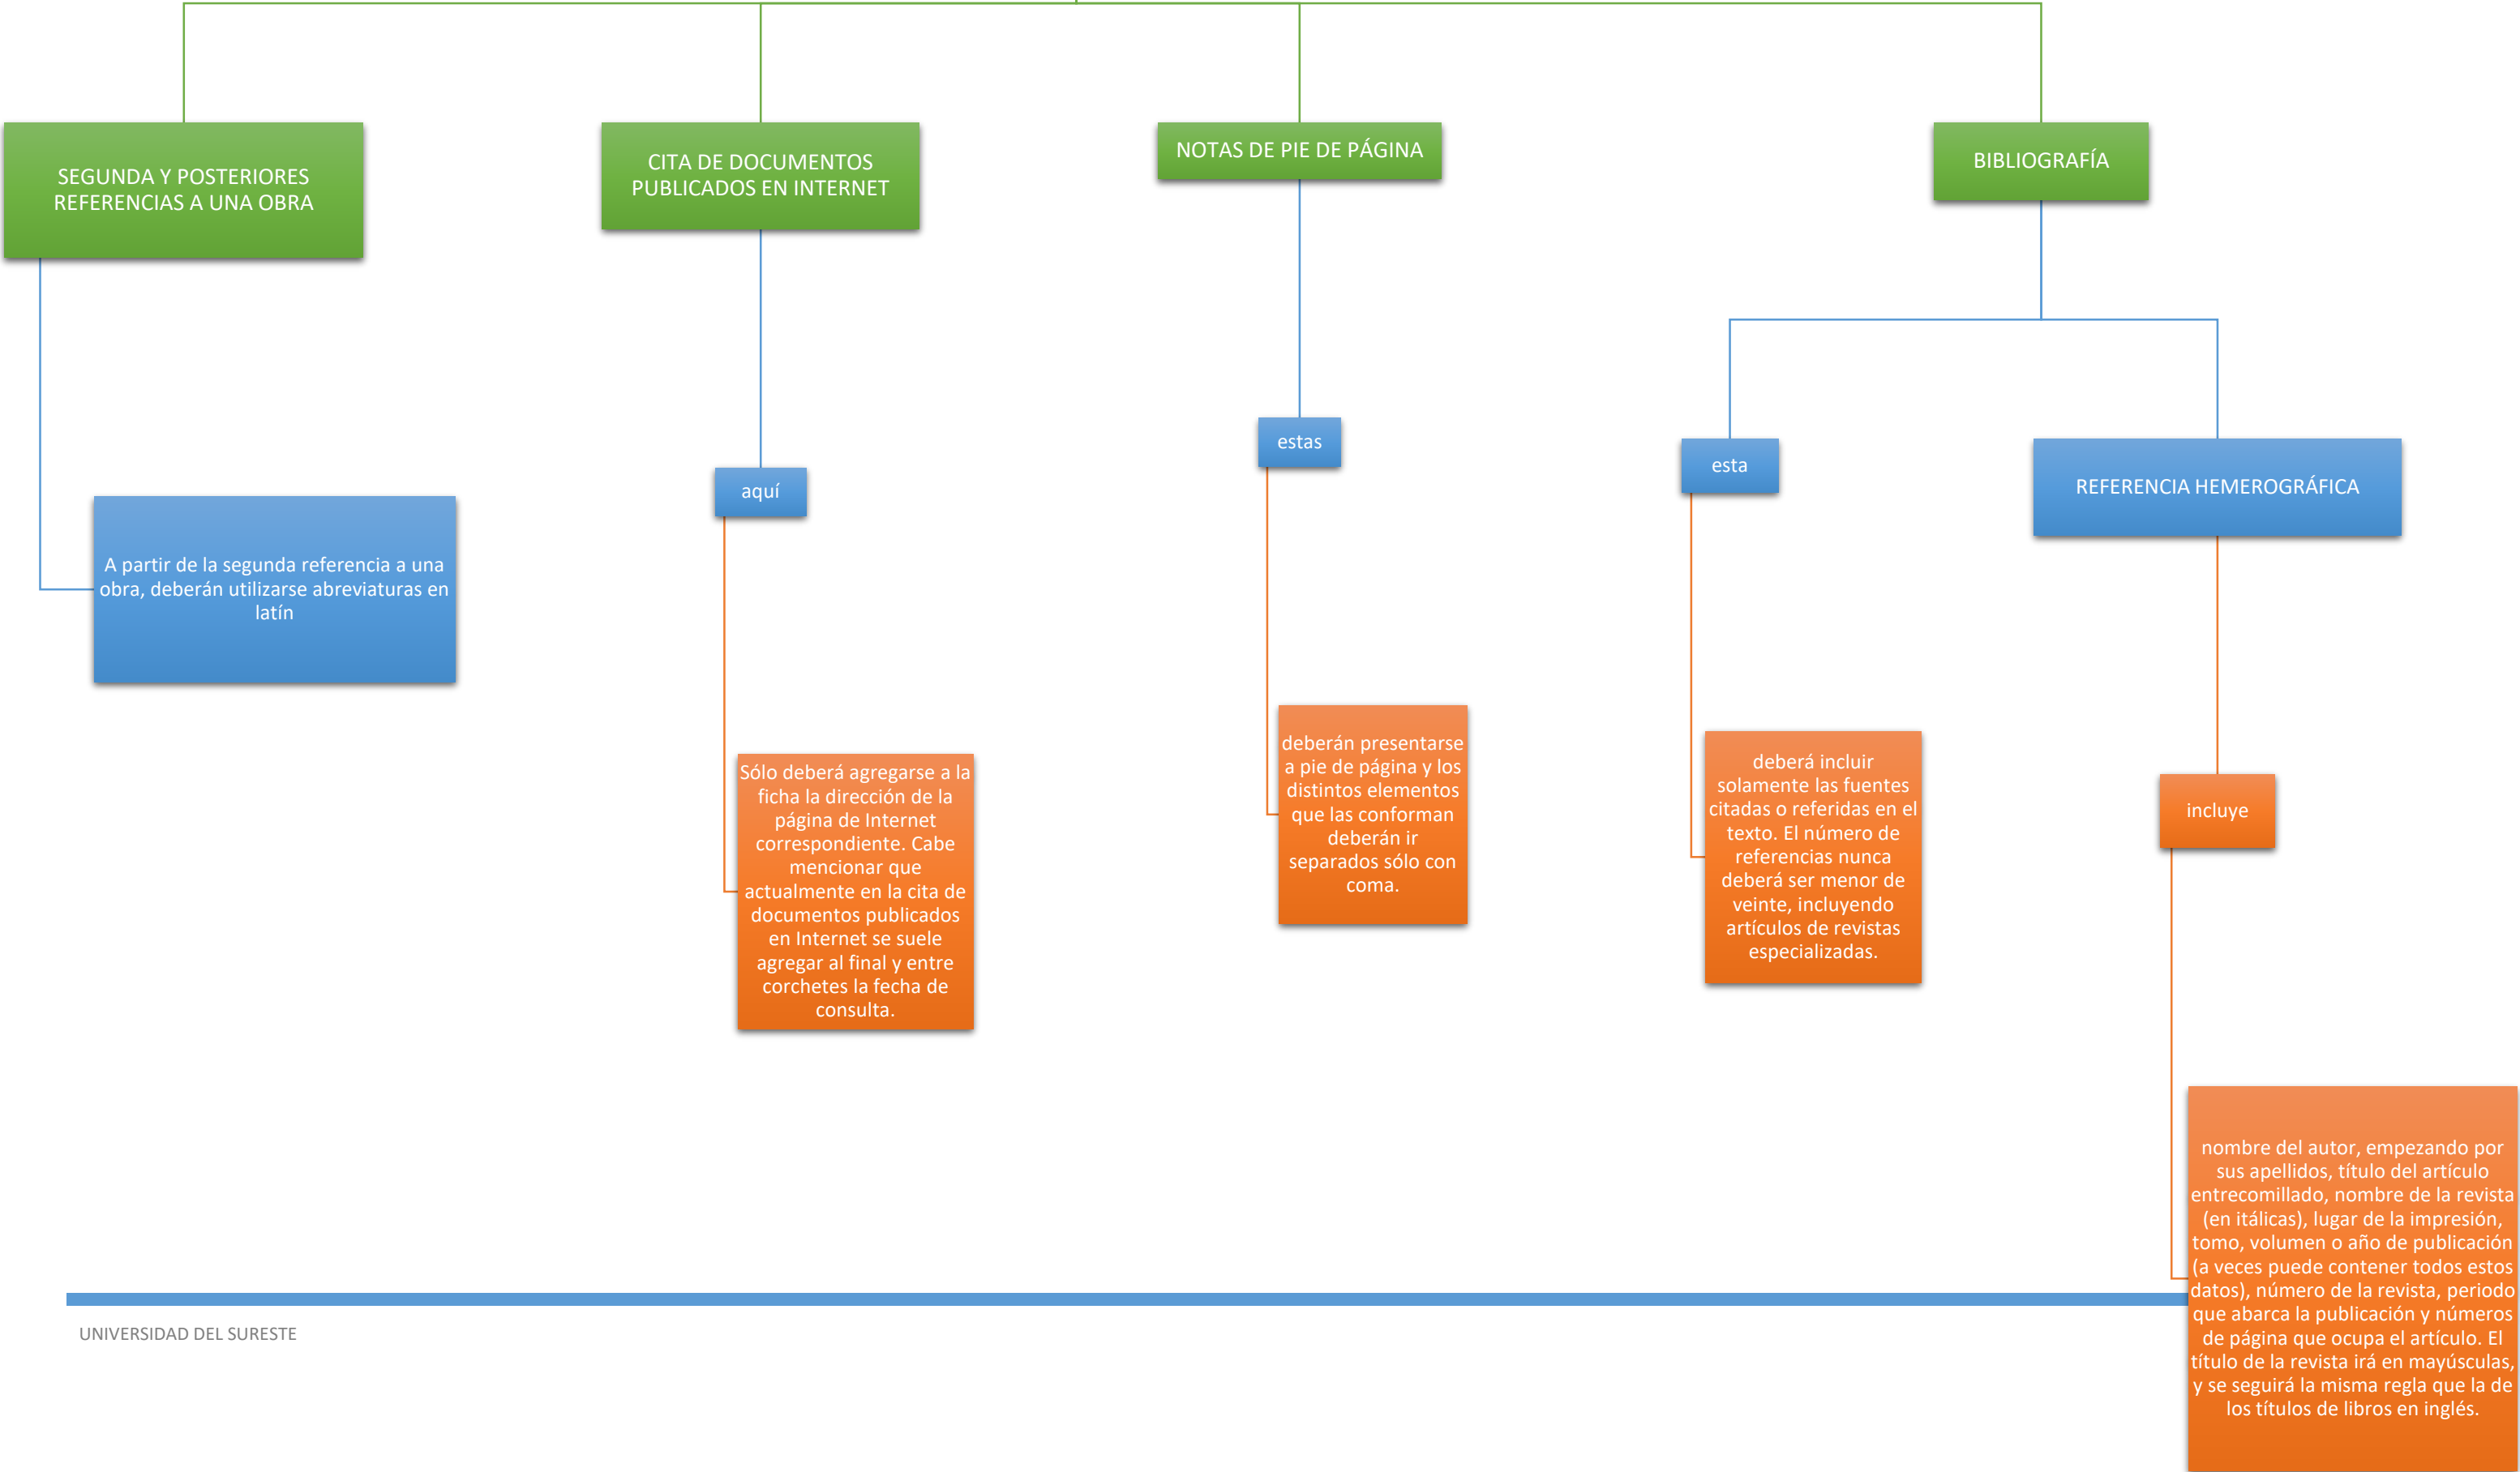 SEGUNDA Y POSTERIORES
REFERENCIAS A UNA OBRA
CITA DE DOCUMENTOS
PUBLICADOS EN INTERNET
NOTAS DE PIE DE PÁGINA
BIBLIOGRAFÍA
A partir de la segunda referencia a una
obra, deberán utilizarse abreviaturas en
latín
aquí
estas
esta
REFERENCIA HEMEROGRÁFICA
Sólo deberá agregarse a la
ficha la dirección de la
página de Internet
correspondiente. Cabe
mencionar que
actualmente en la cita de
documentos publicados
en Internet se suele
agregar al final y entre
corchetes la fecha de
consulta.
deberán presentarse
a pie de página y los
distintos elementos
que las conforman
deberán ir
separados sólo con
coma.
deberá incluir
solamente las fuentes
citadas o referidas en el
texto. El número de
referencias nunca
deberá ser menor de
veinte, incluyendo
artículos de revistas
especializadas.
incluye
nombre del autor, empezando por
sus apellidos, título del artículo
entrecomillado, nombre de la revista
(en itálicas), lugar de la impresión,
tomo, volumen o año de publicación
(a veces puede contener todos estos
datos), número de la revista, periodo
que abarca la publicación y números
de página que ocupa el artículo. El
título de la revista irá en mayúsculas,
y se seguirá la misma regla que la de
los títulos de libros en inglés.
UNIVERSIDAD DEL SURESTE